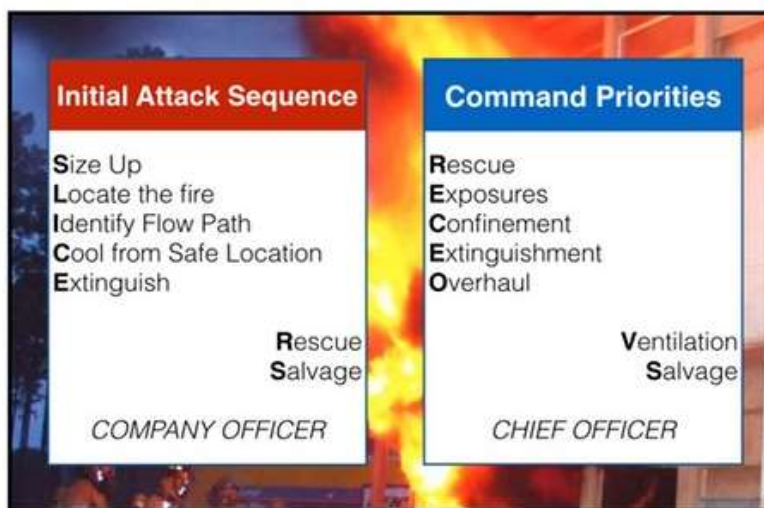 Initial Attack Sequence
Size Up
Locate the fire
Identify Flow Path
Cool from Safe Location
Extinguish
Rescue
Salvage
COMPANY OFFICER
Command Priorities
Rescue
Exposures
Confinement
Extinguishment
Overhaul
Ventilation
Salvage
CHIEF OFFICER